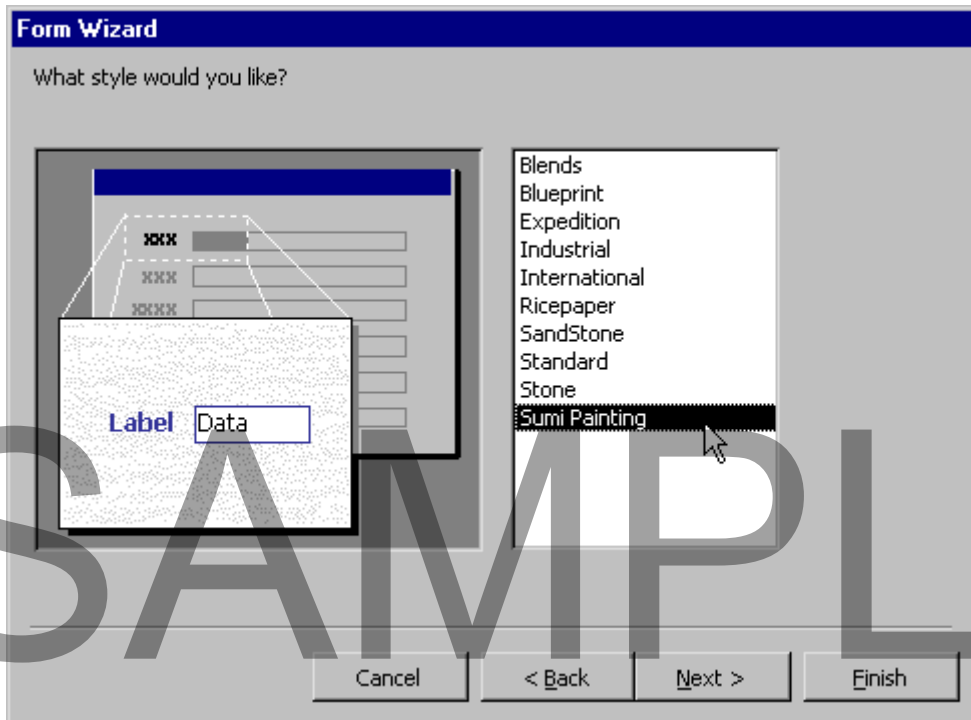 Form Wizard
What style would you like?
xxx
xxx
xxxx
Label Data
Blends
Blueprint
Expedition
Industrial
International
Ricepaper
SandStone
Standard
Stone
Sumi Painting
SAMPL
Cancel < Back Next > Finish